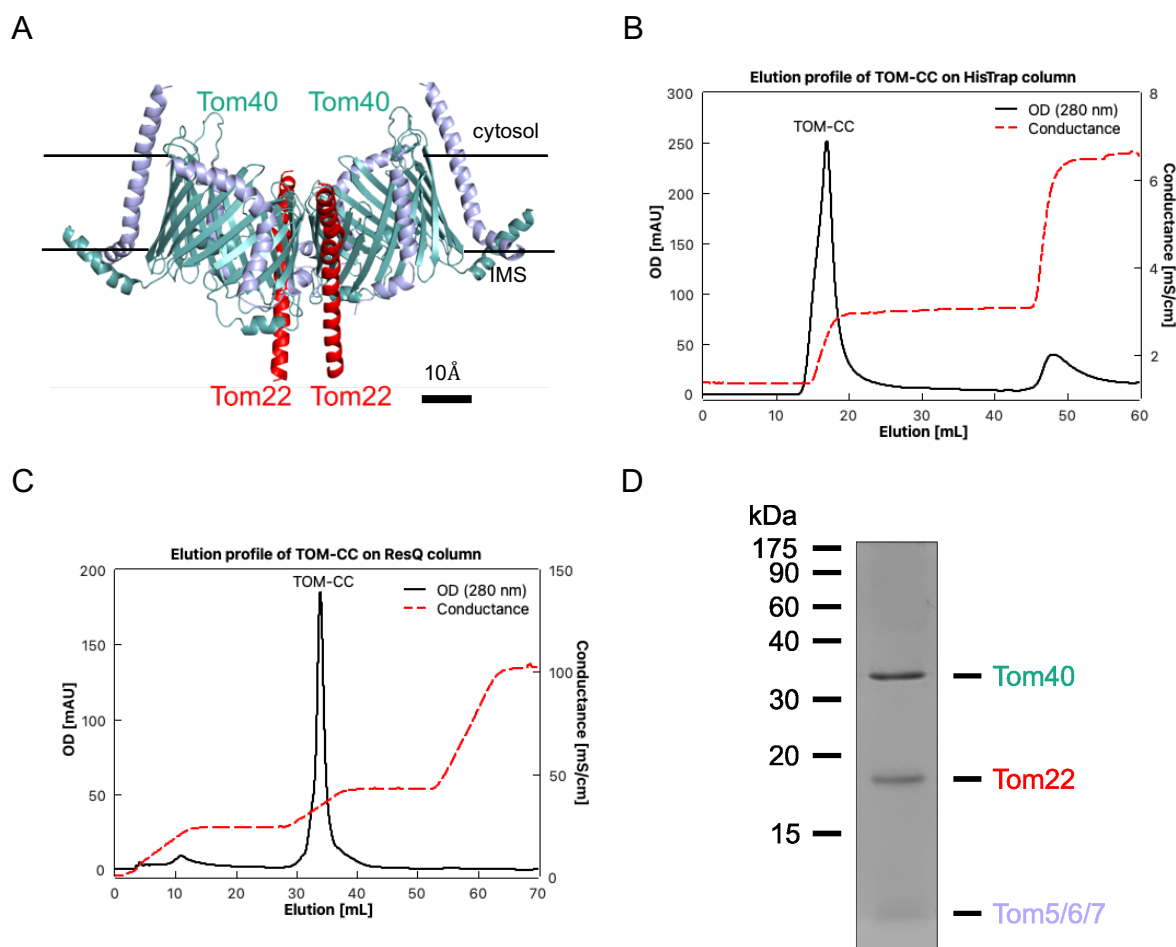 A
Tom40 Tom40
cytosol
IMS
Tom22 Tom22
10Å
B
Elution profile of TOM-CC on HisTrap column
TOM-CC
OD (280 nm)
Conductance
300
250
200
150
100
50
0
OD [mAU]
8
6
4
2
Conductance [mS/cm]
0 10 20 30 40 50 60
Elution [mL]
C
Elution profile of TOM-CC on ResQ column
TOM-CC
OD (280 nm)
Conductance
200
150
100
50
0
OD [mAU]
150
100
50
0
Conductance [mS/cm]
0 10 20 30 40 50 60 70
Elution [mL]
D
kDa
175
90
60
40
30
20
15
Tom40
Tom22
Tom5/6/7